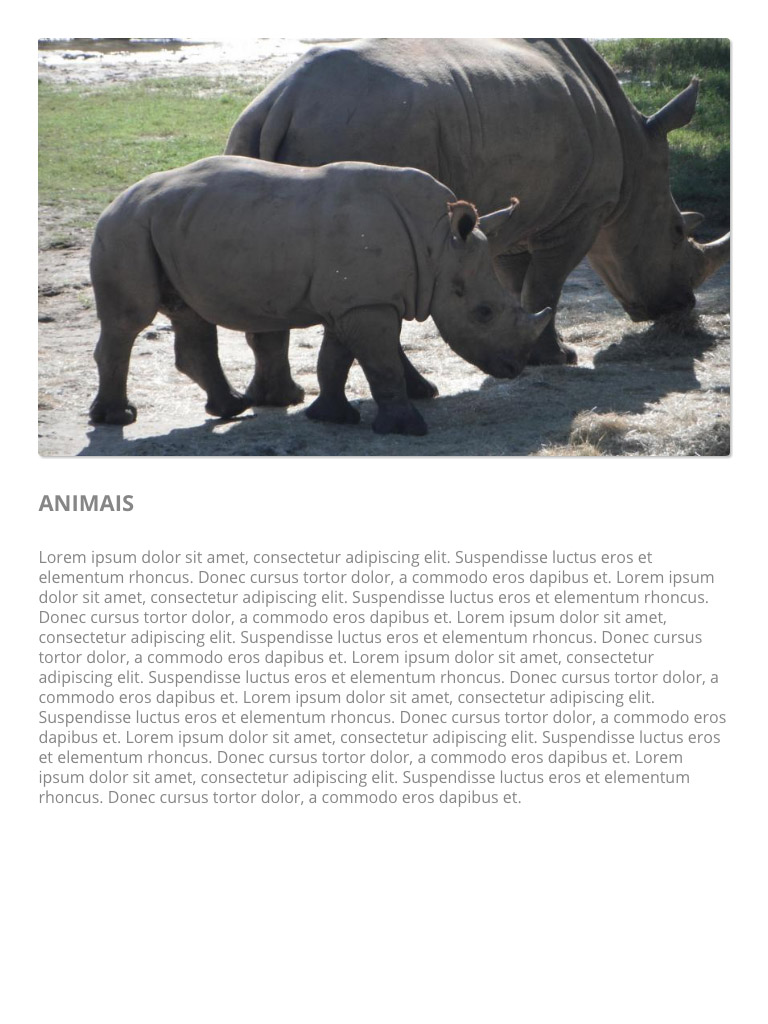 ANIMAIS
Lorem ipsum dolor sit amet, consectetur adipiscing elit. Suspendisse luctus eros et
elementum rhoncus. Donec cursus tortor dolor, a commodo eros dapibus et. Lorem ipsum
dolor sit amet, consectetur adipiscing elit. Suspendisse luctus eros et elementum rhoncus.
Donec cursus tortor dolor, a commodo eros dapibus et. Lorem ipsum dolor sit amet,
consectetur adipiscing elit. Suspendisse luctus eros et elementum rhoncus. Donec cursus
tortor dolor, a commodo eros dapibus et. Lorem ipsum dolor sit amet, consectetur
adipiscing elit. Suspendisse luctus eros et elementum rhoncus. Donec cursus tortor dolor, a
commodo eros dapibus et. Lorem ipsum dolor sit amet, consectetur adipiscing elit.
Suspendisse luctus eros et elementum rhoncus. Donec cursus tortor dolor, a commodo eros
dapibus et. Lorem ipsum dolor sit amet, consectetur adipiscing elit. Suspendisse luctus eros
et elementum rhoncus. Donec cursus tortor dolor, a commodo eros dapibus et. Lorem
ipsum dolor sit amet, consectetur adipiscing elit. Suspendisse luctus eros et elementum
rhoncus. Donec cursus tortor dolor, a commodo eros dapibus et.